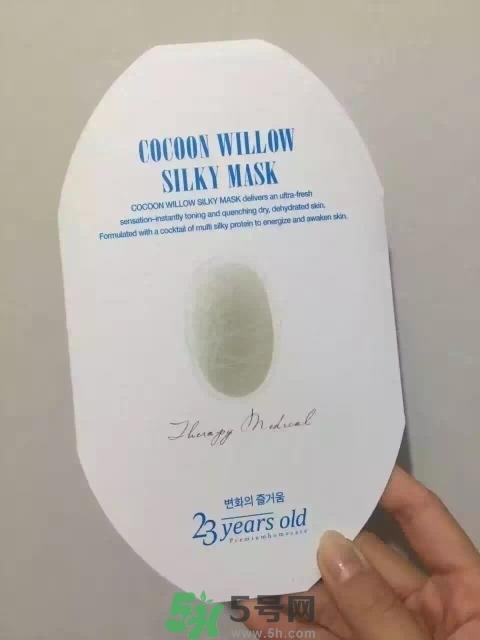 COCOON WILLOW
SILKY MASK
COCOON WILLOW SILKY MASK delivers an ultra-fresh
sensation-instantly toning and quenching dry, dehydrated skin.
Formulated with a cocktail of multi silky protein to energize and awaken skin.
Therapy Medical
변화의 즐거움
23 years old
Premiumhomecare
5H 5号网
www.5h.com